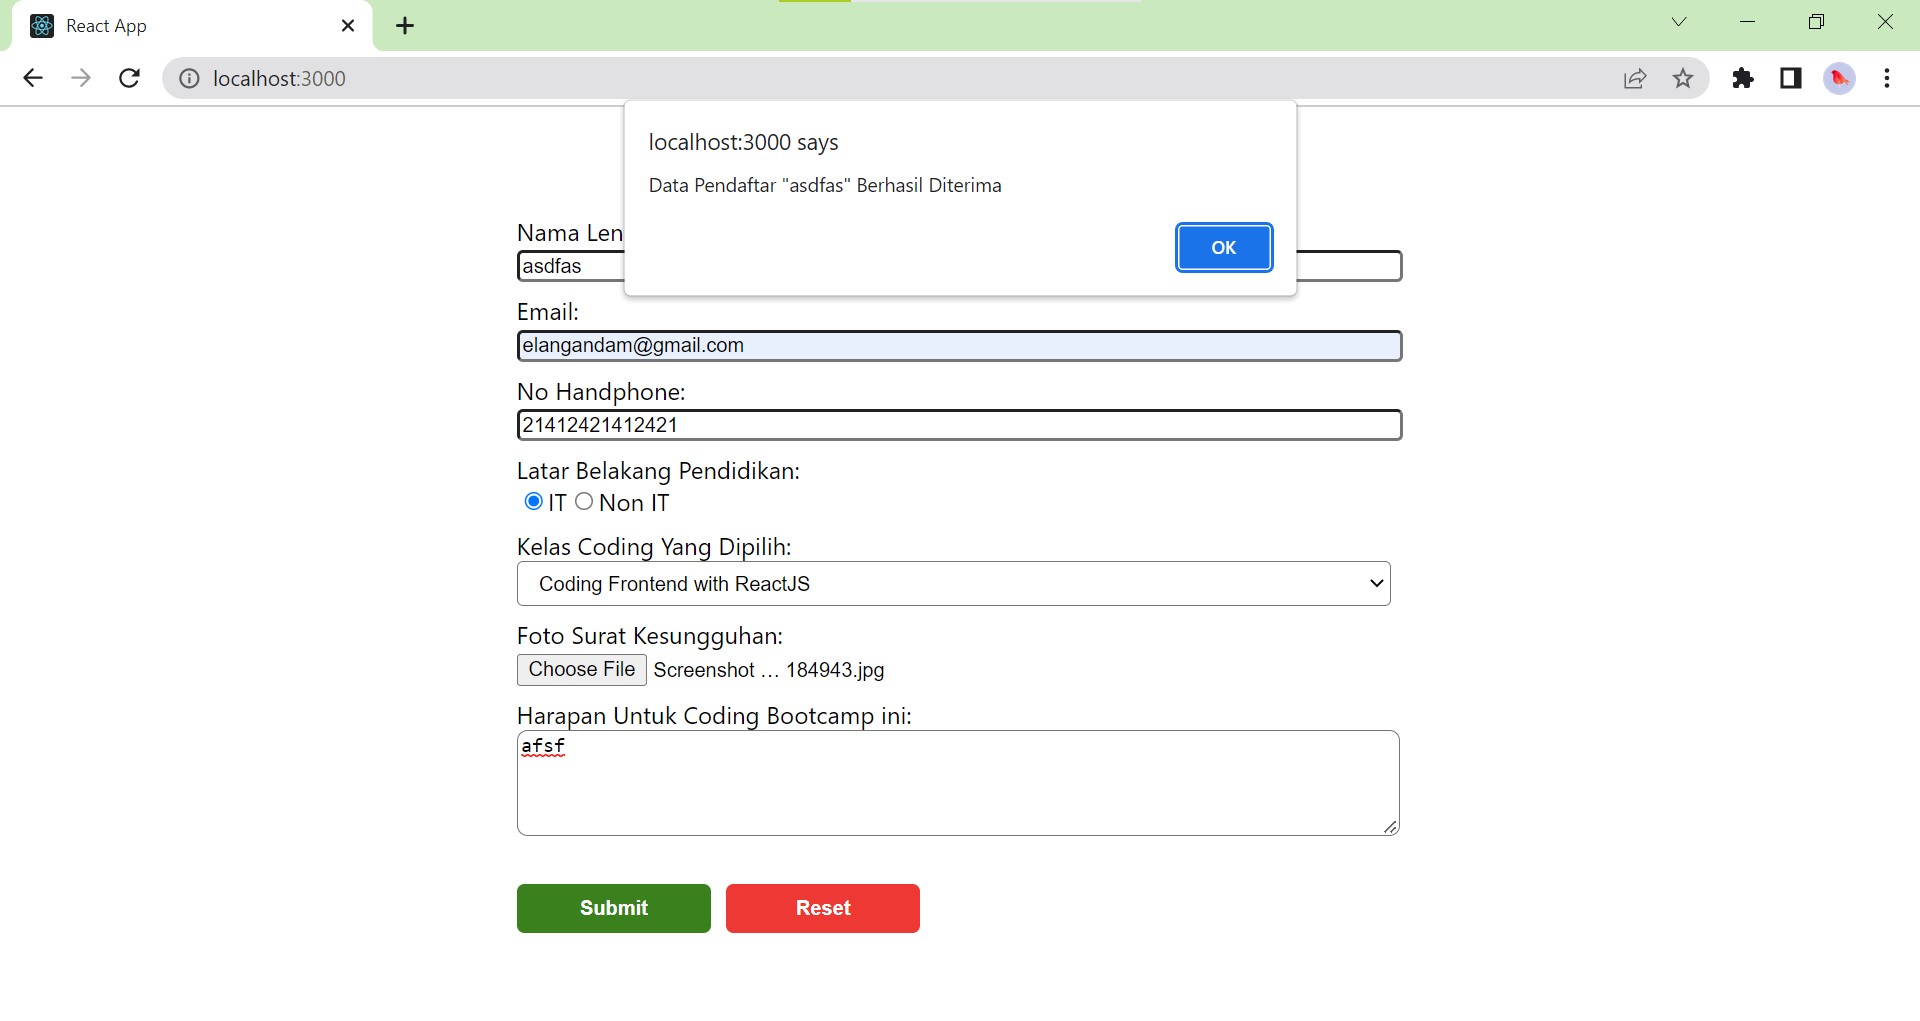 React App
localhost:3000
localhost:3000 says
Data Pendaftar "asdfas" Berhasil Diterima
OK
Nama Len
asdfas
Email:
elangandam@gmail.com
No Handphone:
21412421412421
Latar Belakang Pendidikan:
IT Non IT
Kelas Coding Yang Dipilih:
Coding Frontend with ReactJS
Foto Surat Kesungguhan:
Choose File Screenshot ... 184943.jpg
Harapan Untuk Coding Bootcamp ini:
afsf
Submit Reset